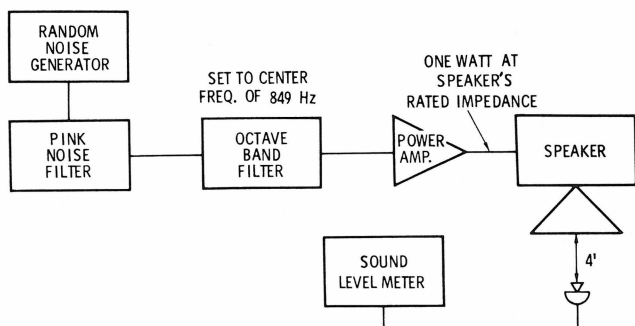 RANDOM
NOISE
GENERATOR
SET TO CENTER
FREQ. OF 849 Hz
ONE WATT AT
SPEAKER'S
RATED IMPEDANCE
PINK
NOISE
FILTER
OCTAVE
BAND
FILTER
POWER
AMP.
SPEAKER
4'
SOUND
LEVEL METER